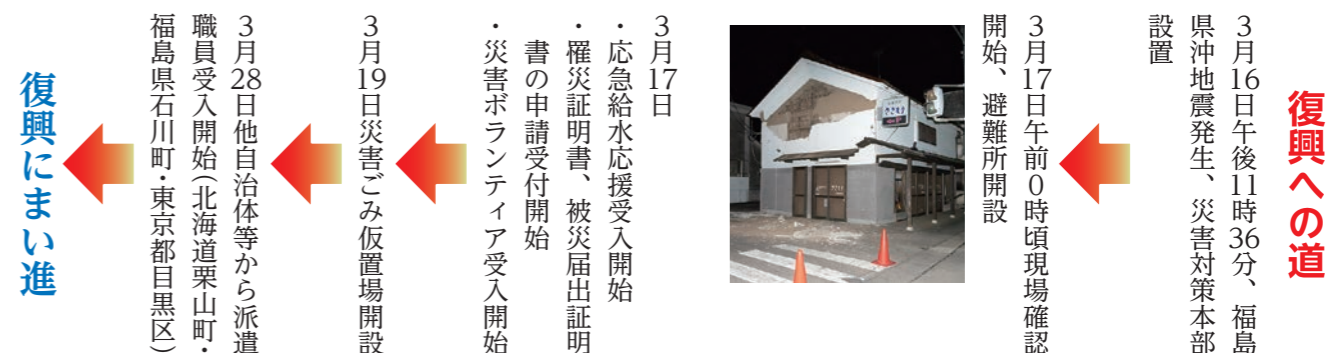 復興への道
3月16日午後11時36分、福島
県沖地震発生、災害対策本部
設置
3月17日午前0時頃現場確認
開始、避難所開設
3月17日
・応急給水応援受入開始
・罹災証明書、被災届出証明
書の申請受付開始
・災害ボランティア受入開始
3月19日災害ごみ仮置場開設
3月28日他自治体等から派遣
職員受入開始(北海道栗山町・
福島県石川町・東京都目黒区)
復興にまい進